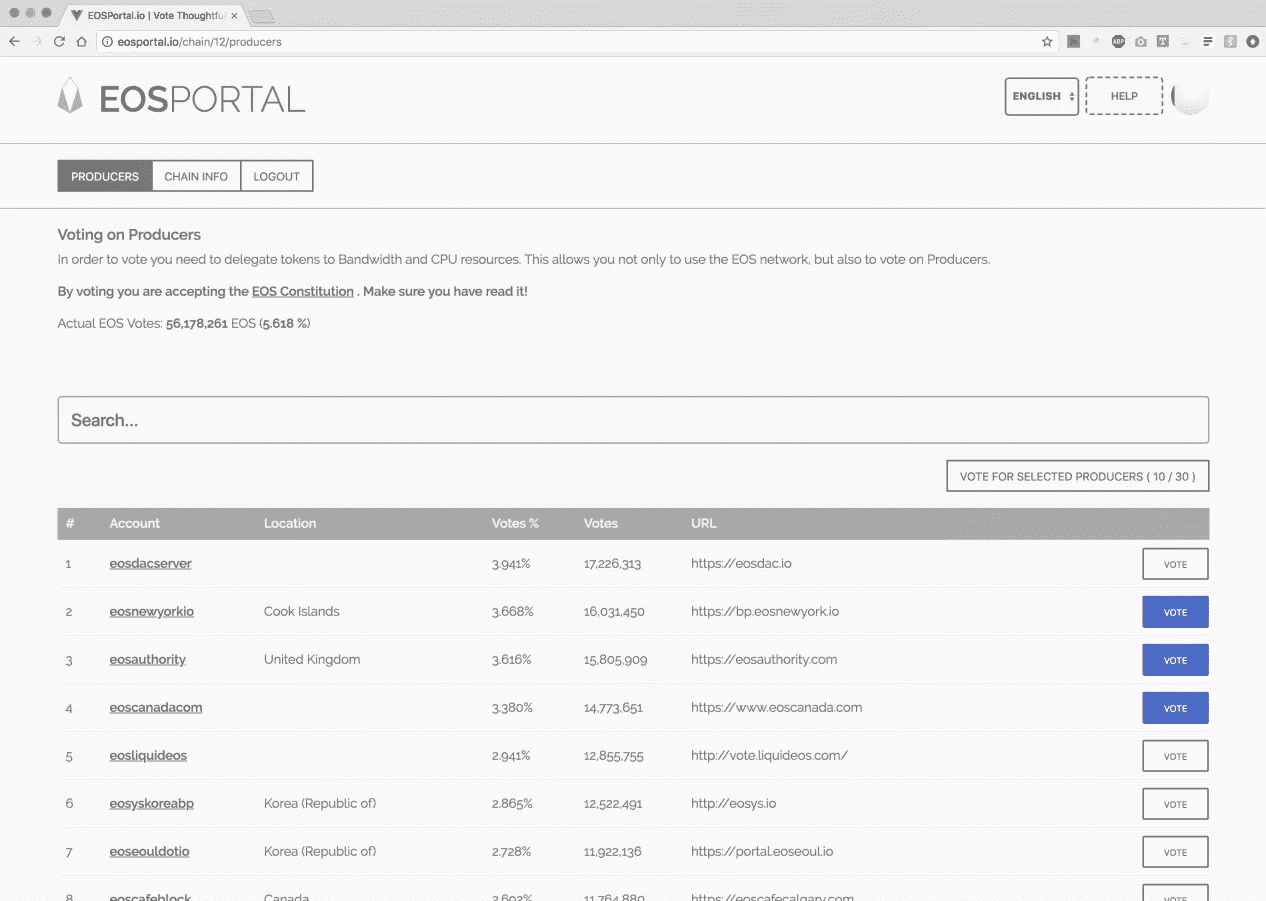 EOSPortal.io | Vote Thoughtful
eosportal.io/chain/12/producers
ABP
EOSPORTAL
ENGLISH
HELP
PRODUCERS
CHAIN INFO
LOGOUT
Voting on Producers
In order to vote you need to delegate tokens to Bandwidth and CPU resources. This allows you not only to use the EOS network, but also to vote on Producers.
By voting you are accepting the EOS Constitution . Make sure you have read it!
Actual EOS Votes: 56,178,261 EOS (5.618 %)
Search...
VOTE FOR SELECTED PRODUCERS ( 10 / 30 )
# Account Location Votes % Votes URL
1 eosdacserver 3.941% 17,226,313 https://eosdac.io VOTE
2 eosnewyorkio Cook Islands 3.668% 16,031,450 https://bp.eosnewyork.io VOTE
3 eosauthority United Kingdom 3.616% 15,805,909 https://eosauthority.com VOTE
4 eoscanadacom 3.380% 14,773,651 https://www.eoscanada.com VOTE
5 eosliquideos 2.941% 12,855,755 http://vote.liquideos.com/ VOTE
6 eosyskoreabp Korea (Republic of) 2.865% 12,522,491 http://eosys.io VOTE
7 eoseouldotio Korea (Republic of) 2.728% 11,922,136 https://portal.eoseoul.io VOTE
8 eoscafeblock Canada 2.692% 11,764,880 https://eoscafecalgary.com VOTE